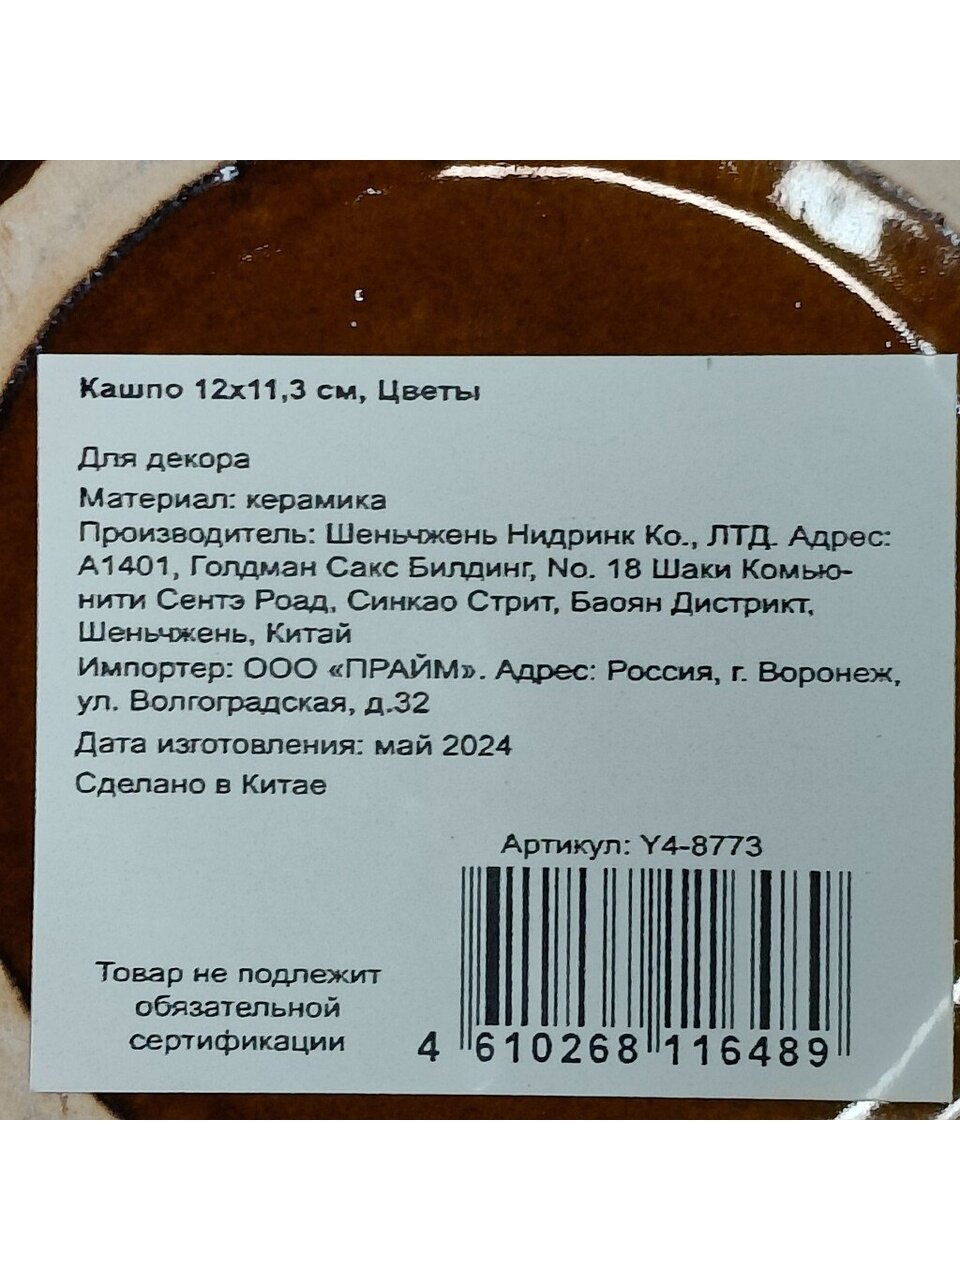 Кашпо 12х11,3 см, Цветы
Для декора
Материал: керамика
Производитель: Шеньчжень Нидринк Ко., ЛТД. Адрес:
А1401, Голдман Сакс Билдинг, No. 18 Шаки Комью-
нити Сентэ Роад, Синкао Стрит, Баоян Дистрикт,
Шеньчжень, Китай
Импортер: ООО «ПРАЙМ». Адрес: Россия, г. Воронеж,
ул. Волгоградская, д.32
Дата изготовления: май 2024
Сделано в Китае
Артикул: Y4-8773
Товар не подлежит
обязательной
сертификации
4 610268 116489